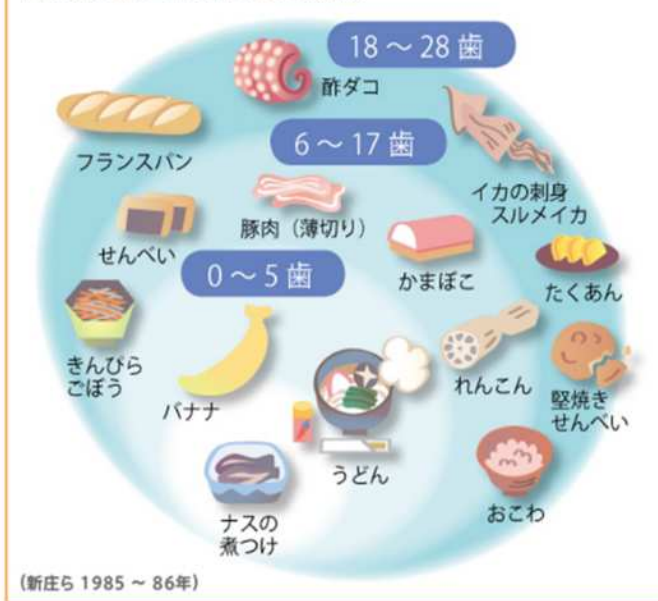 18～28歯
酢ダコ
フランスパン
6～17歯
イカの刺身
スルメイカ
豚肉（薄切り）
せんべい
かまぼこ
たくあん
0～5歯
きんぴら
ごぼう
バナナ
れんこん
堅焼き
せんべい
うどん
おこわ
ナスの
煮つけ
(新庄ら 1985 ～ 86年)